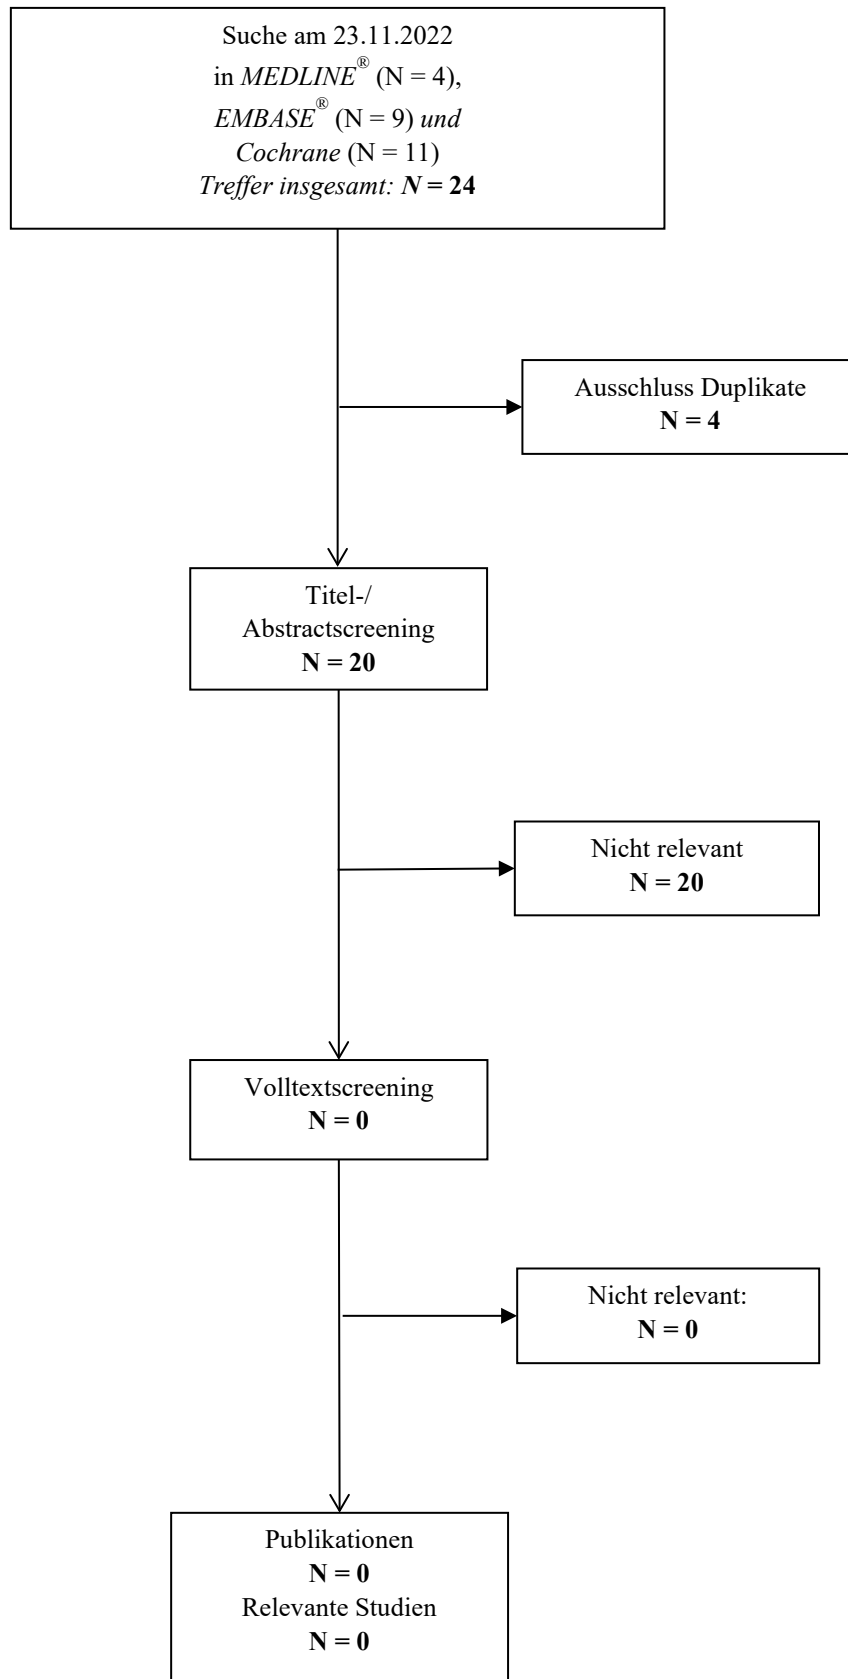 Suche am 23.11.2022
in MEDLINE® (N = 4),
EMBASE® (N = 9) und
Cochrane (N = 11)
Treffer insgesamt: N = 24
Ausschluss Duplikate
N = 4
Titel-/
Abstractscreening
N = 20
Nicht relevant
N = 20
Volltextscreening
N = 0
Nicht relevant:
N = 0
Publikationen
N = 0
Relevante Studien
N = 0